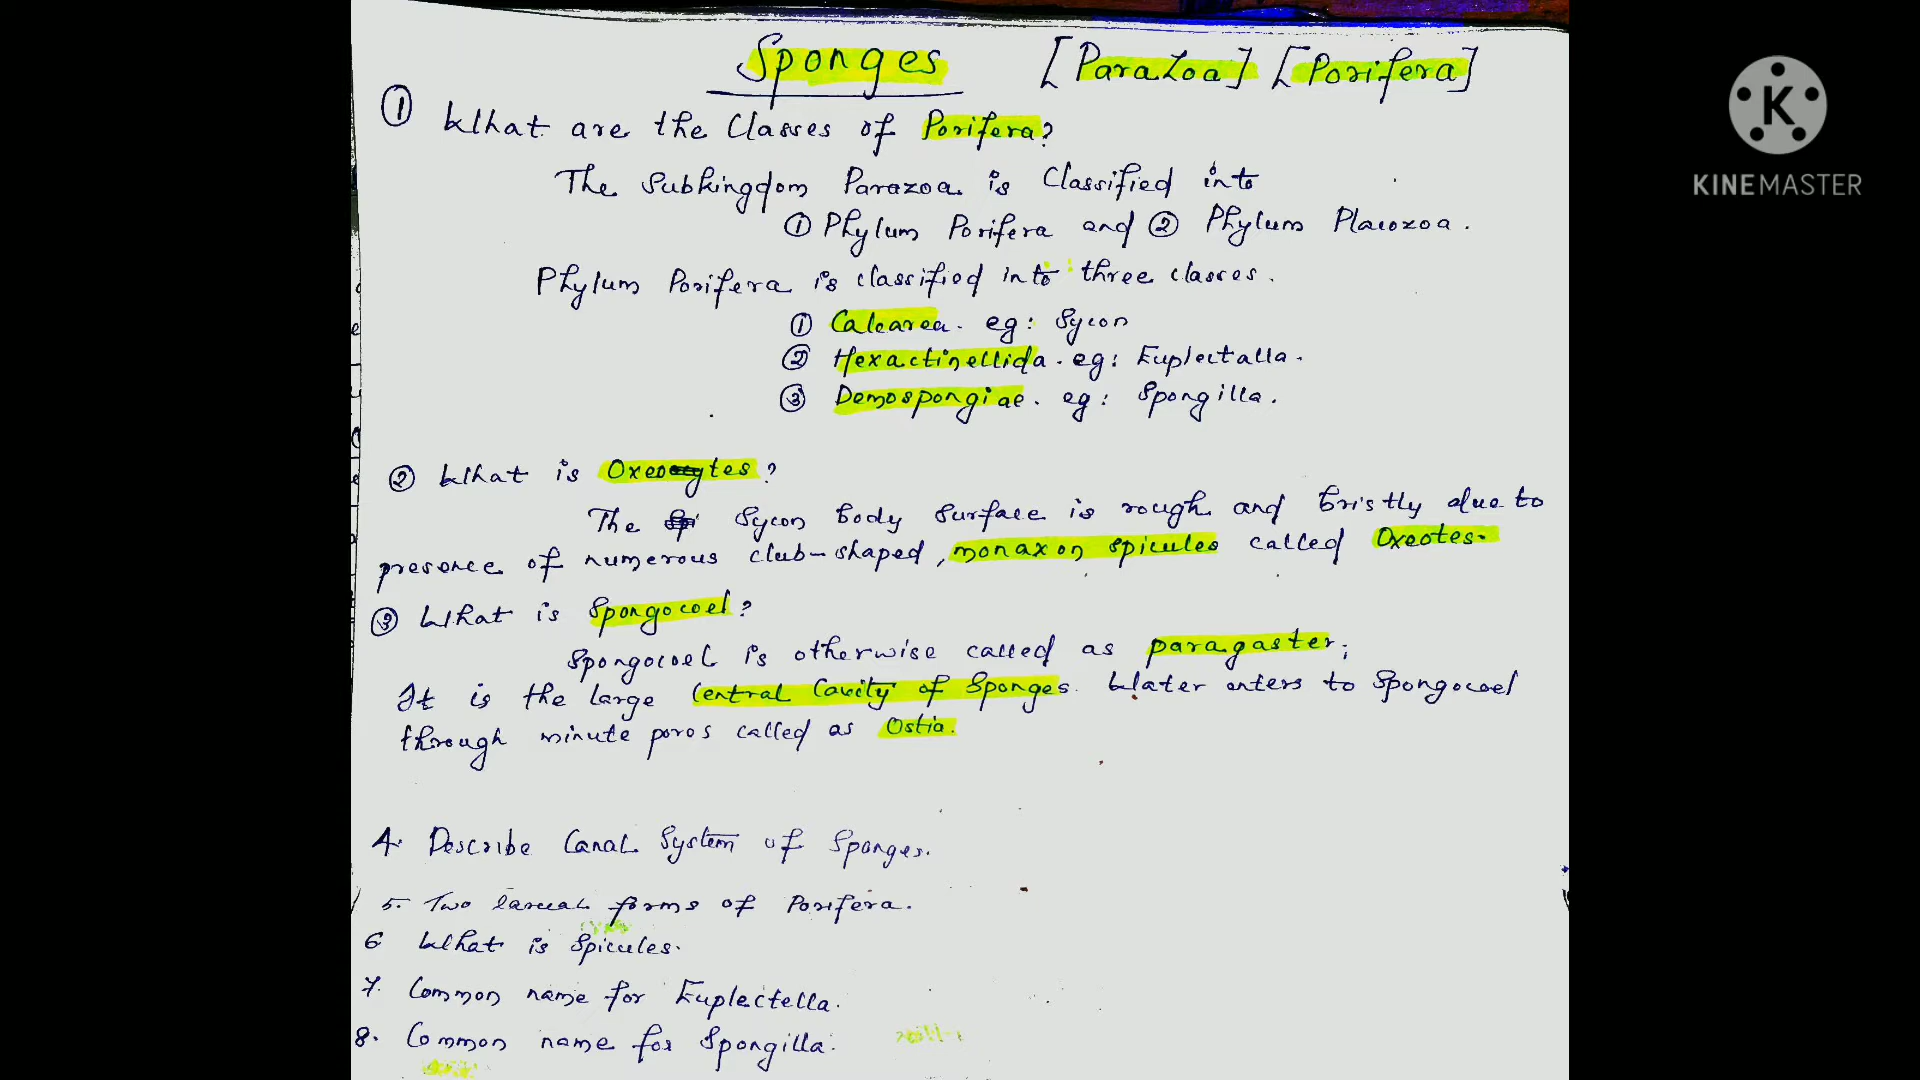 Sponges [Parazoa] [Porifera]
① What are the Classes of Porifera?
The Subkingdom Parazoa is Classified into
① Phylum Porifera and ② Phylum Placozoa.
Phylum Porifera is classified into three classes.
① Calcarea. eg: Sycon
② Hexactinellida. eg: Euplectalla.
③ Demospongiae. eg: Spongilla.
② What is Oxeotes?
The Sycon body surface is rough and bristly due to
presence of numerous club-shaped, monaxon spicules called Oxeotes.
③ What is Spongocoel?
Spongocoel is otherwise called as paragaster;
It is the large Central Cavity of Sponges. Water enters to Spongocoel
through minute pores called as Ostia.
4. Describe Canal System of Sponges.
5. Two larval forms of Porifera.
6 What is Spicules.
7. Common name for Euplectella.
8. Common name for Spongilla.
KINEMASTER